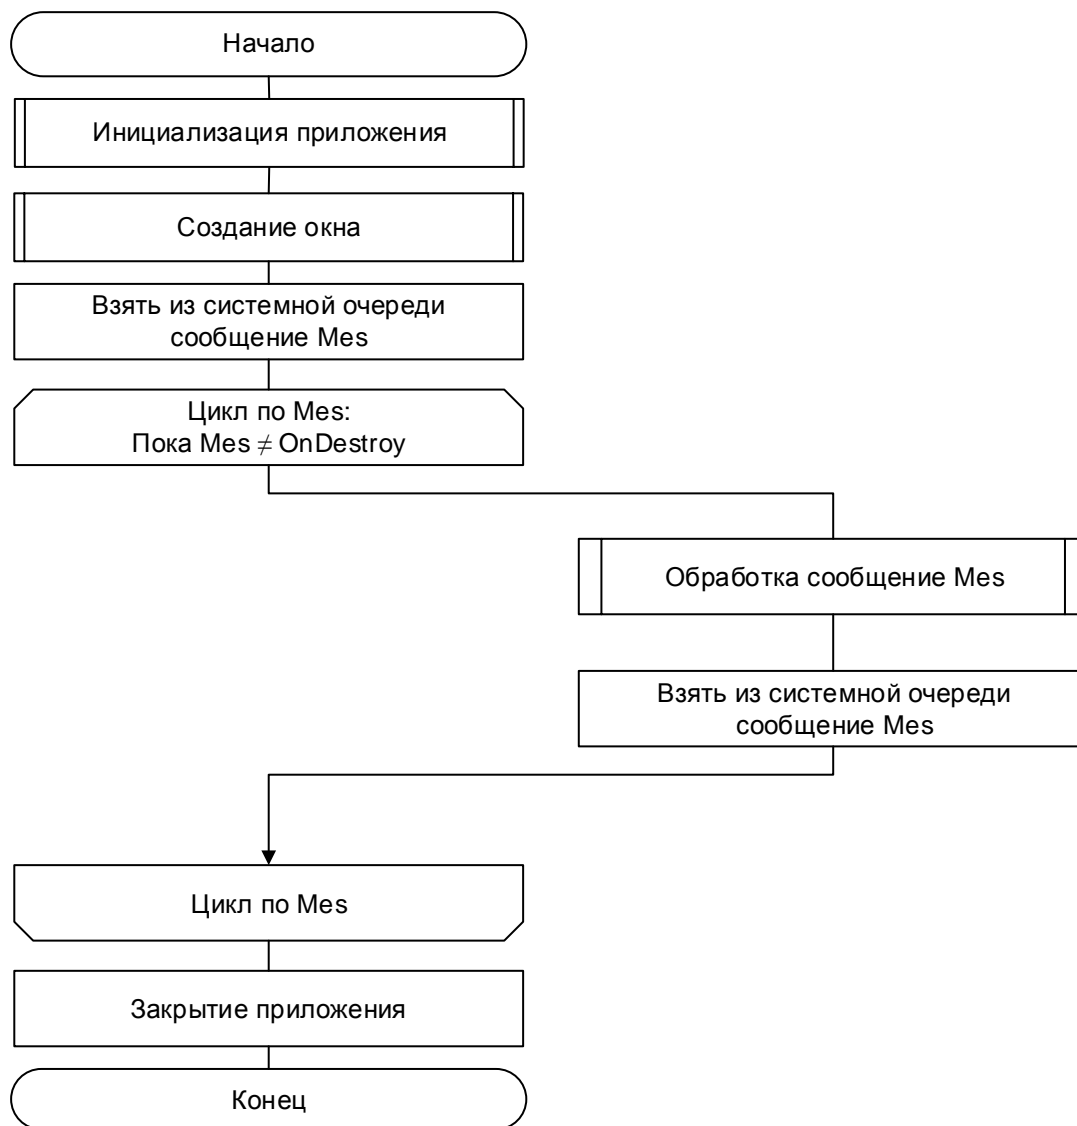 Начало
Инициализация приложения
Создание окна
Взять из системной очереди
сообщение Mes
Цикл по Mes:
Пока Mes ≠ OnDestroy
Обработка сообщение Mes
Взять из системной очереди
сообщение Mes
Цикл по Mes
Закрытие приложения
Конец